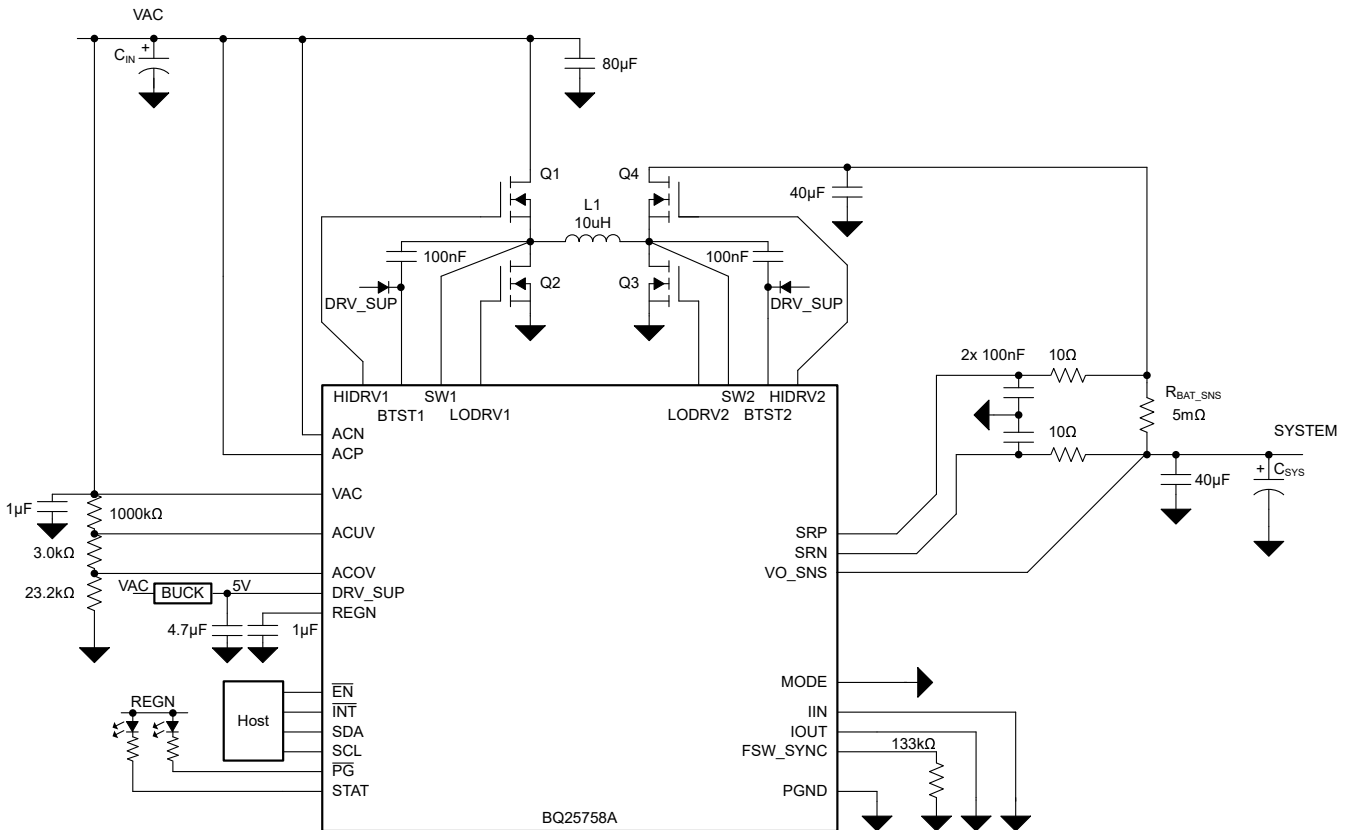 VAC
+
C_IN
80µF
Q1
Q4
40µF
L1
10uH
100nF
100nF
Q2
Q3
DRV_SUP
DRV_SUP
2x 100nF
10Ω
HIDRV1
SW1
SW2
HIDRV2
BTST1
LODRV1
LODRV2
BTST2
R_BAT_SNS
5mΩ
ACN
10Ω
SYSTEM
ACP
+
C_SYS
40µF
VAC
1µF
1000kΩ
ACUV
SRP
3.0kΩ
SRN
ACOV
VO_SNS
VAC
BUCK
5V
DRV_SUP
23.2kΩ
REGN
4.7µF
1µF
MODE
EN
REGN
INT
IIN
Host
SDA
IOUT
133kΩ
SCL
FSW_SYNC
PG
STAT
PGND
BQ25758A